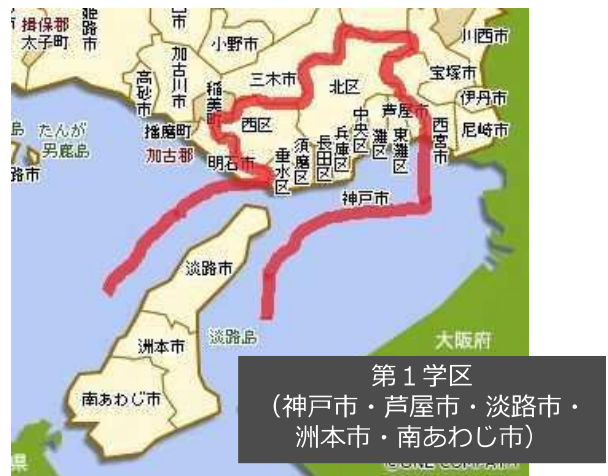 揖保郡
太子町
姫路市
市
加古川市
高砂市
播磨町
加古郡
稲美町
小野市
三木市
北区
西区
明石市
垂水区
須磨区
長田区
兵庫区
中央区
灘区
東灘区
芦屋市
神戸市
西宮市
宝塚市
川西市
伊丹市
尼崎市
島
たんが
男鹿島
路市
淡路市
洲本市
南あわじ市
淡路島
大阪府
県
第1学区
(神戸市・芦屋市・淡路市・
洲本市・南あわじ市)